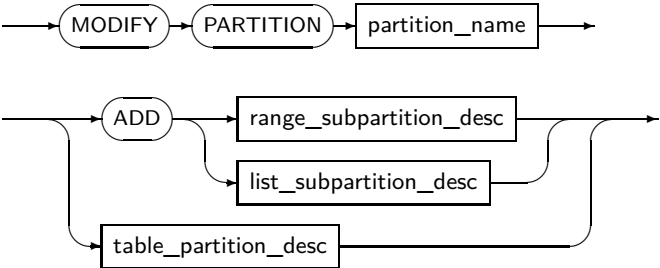 MODIFY PARTITION partition_name
ADD range_subpartition_desc
list_subpartition_desc
table_partition_desc